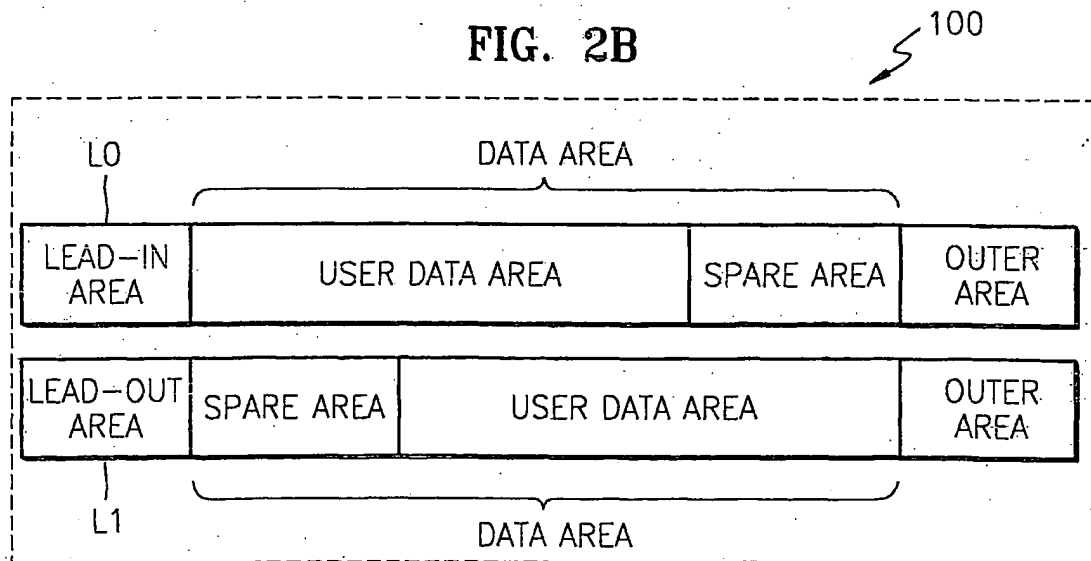 FIG. 2B
100
L0
DATA AREA
LEAD-IN
AREA
USER DATA AREA
SPARE AREA
OUTER
AREA
LEAD-OUT
AREA
SPARE AREA
USER DATA AREA
OUTER
AREA
L1
DATA AREA